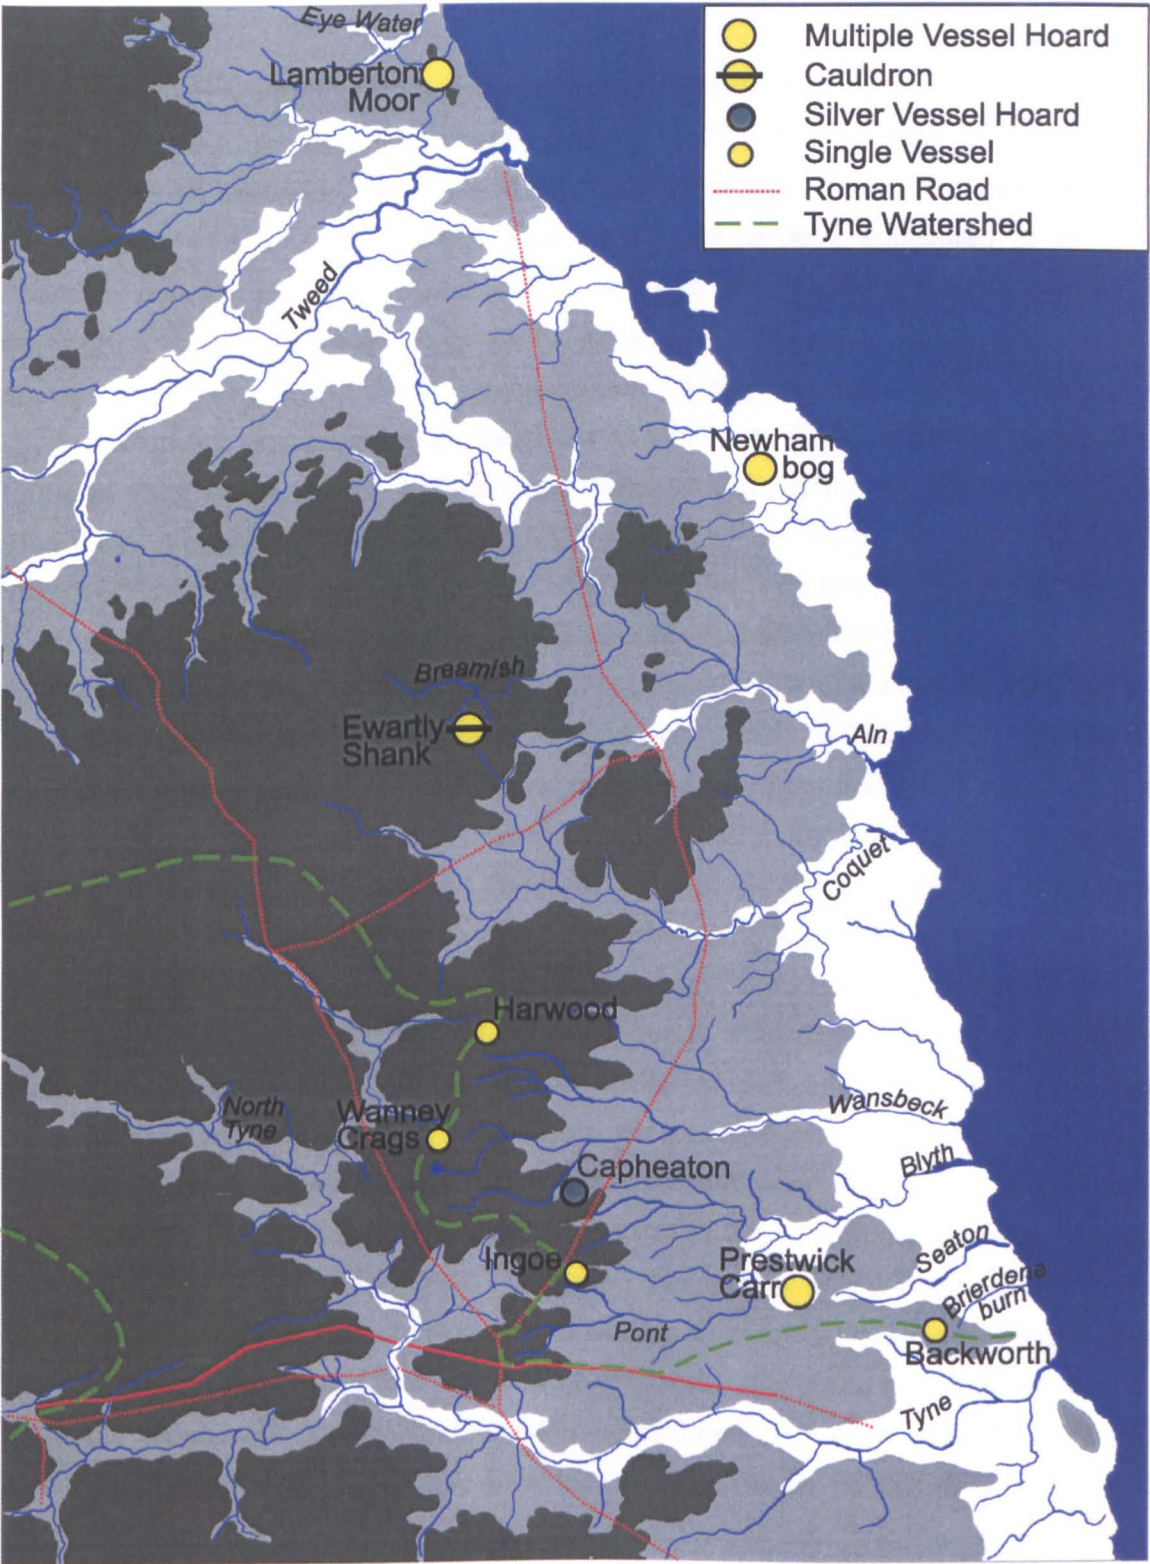 Eye Water
Lamberton
Moor
Multiple Vessel Hoard
Cauldron
Silver Vessel Hoard
Single Vessel
Roman Road
Tyne Watershed
Tweed
Newham
bog
Breamish
Ewartly
Shank
Aln
Coquet
Harwood
North
Tyne
Wanney
Crags
Wansbeck
Capheaton
Blyth
Ingoe
Prestwick
Carr
Seaton
Brierdene
burn
Pont
Backworth
Tyne